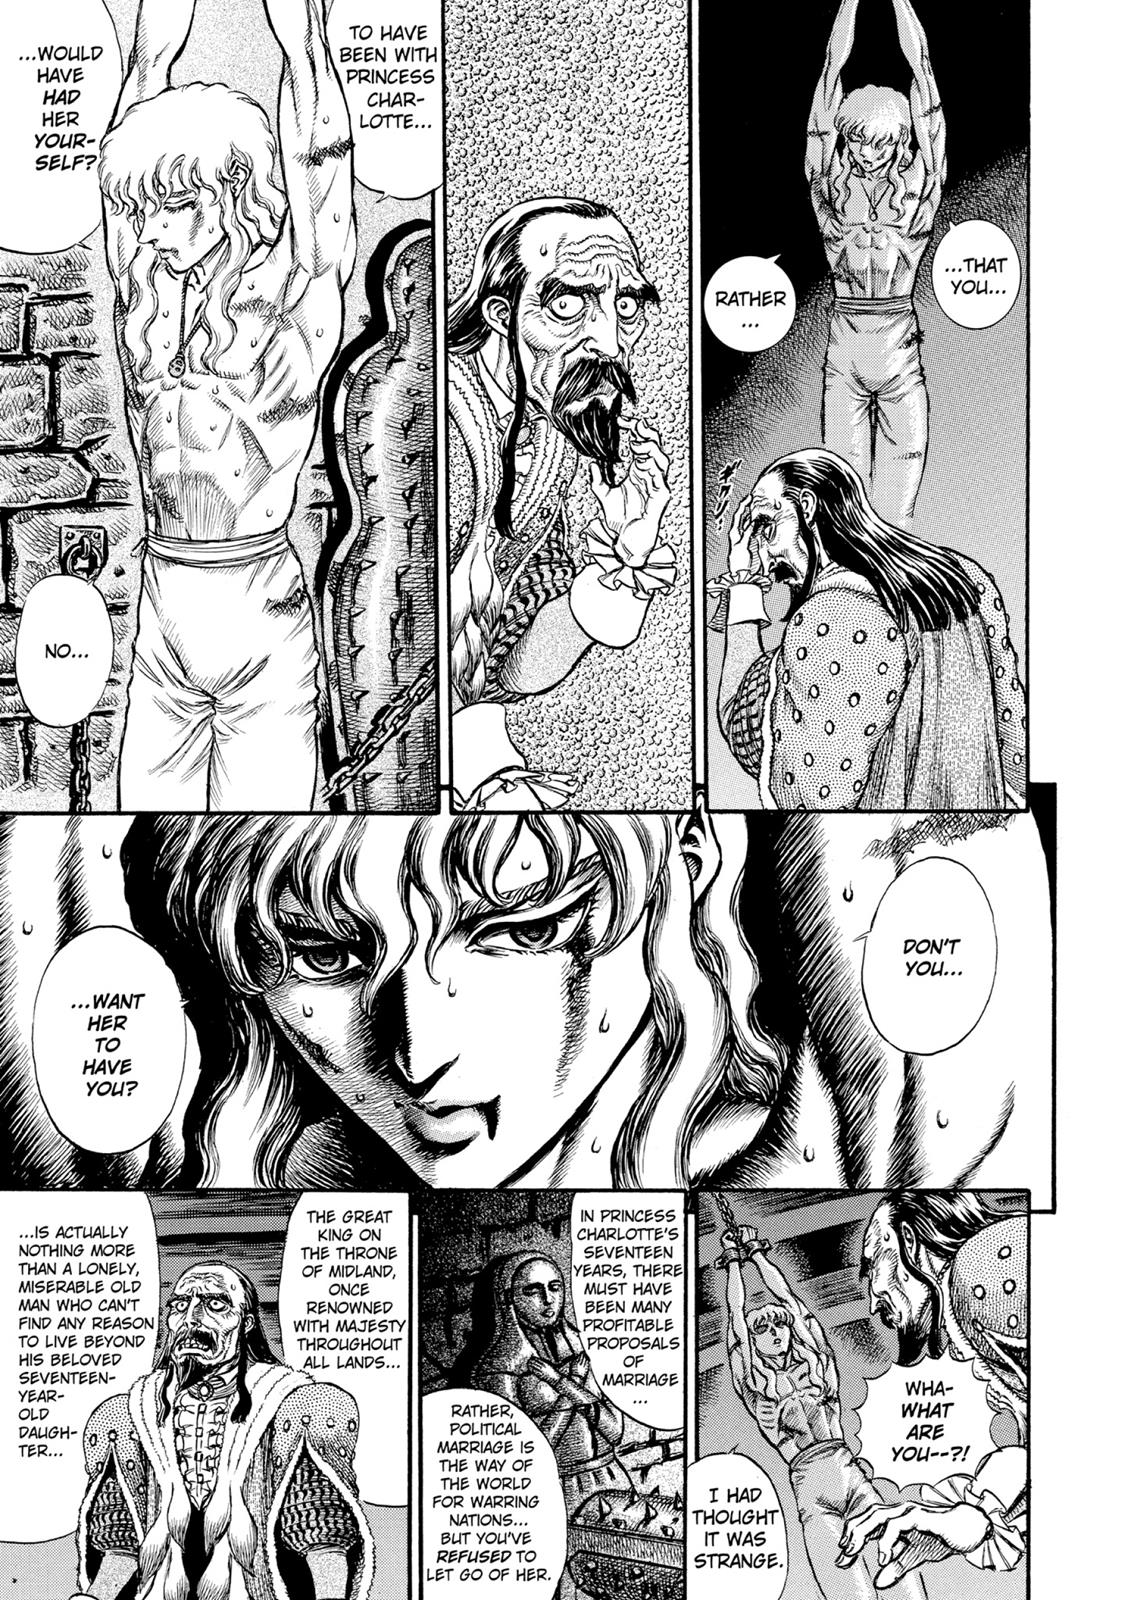 ...THAT
YOU...
RATHER
...
TO HAVE
BEEN WITH
PRINCESS
CHAR-
LOTTE...
...WOULD
HAVE
HAD
HER
YOUR-
SELF?
NO...
DON'T
YOU...
...WANT
HER
TO
HAVE
YOU?
WHA-
WHAT
ARE
YOU--?!
I HAD
THOUGHT
IT WAS
STRANGE.
IN PRINCESS
CHARLOTTE'S
SEVENTEEN
YEARS, THERE
MUST HAVE
BEEN MANY
PROFITABLE
PROPOSALS
OF
MARRIAGE
...
RATHER,
POLITICAL
MARRIAGE IS
THE WAY OF
THE WORLD
FOR WARRING
NATIONS...
BUT YOU'VE
REFUSED TO
LET GO OF HER.
THE GREAT
KING ON
THE THRONE
OF MIDLAND,
ONCE
RENOWNED
WITH MAJESTY
THROUGHOUT
ALL LANDS...
...IS ACTUALLY
NOTHING MORE
THAN A LONELY,
MISERABLE OLD
MAN WHO CAN'T
FIND ANY REASON
TO LIVE BEYOND
HIS BELOVED
SEVENTEEN-
YEAR-
OLD
DAUGH-
TER...